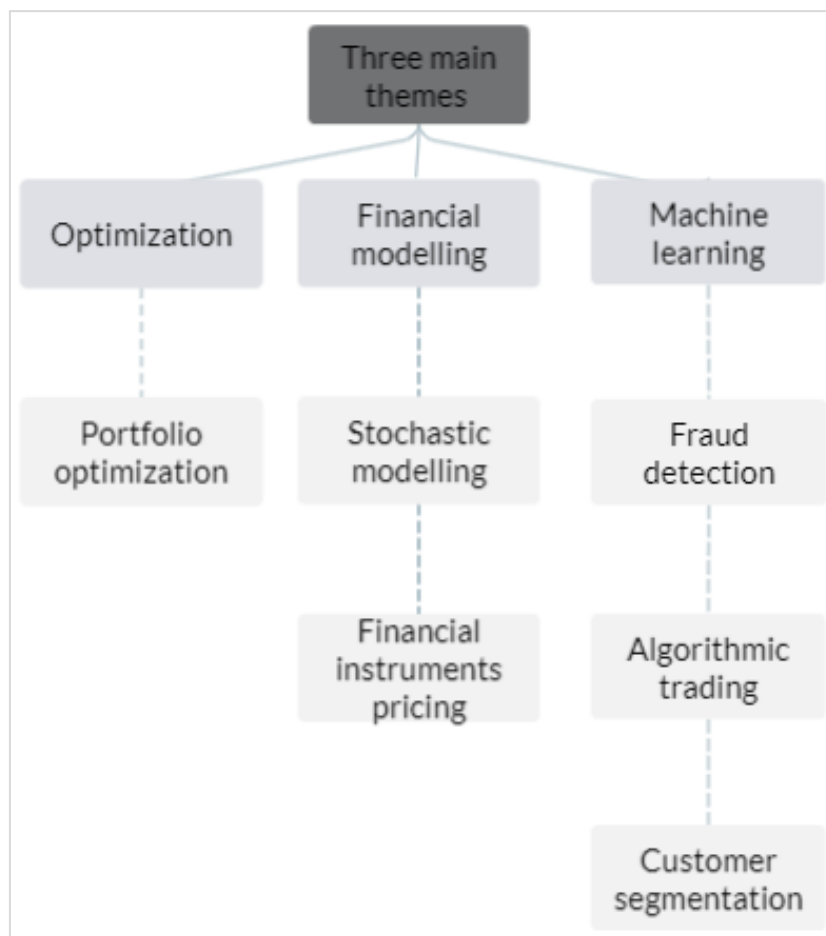 Three main
themes
Optimization
Financial
modelling
Machine
learning
Portfolio
optimization
Stochastic
modelling
Fraud
detection
Financial
instruments
pricing
Algorithmic
trading
Customer
segmentation